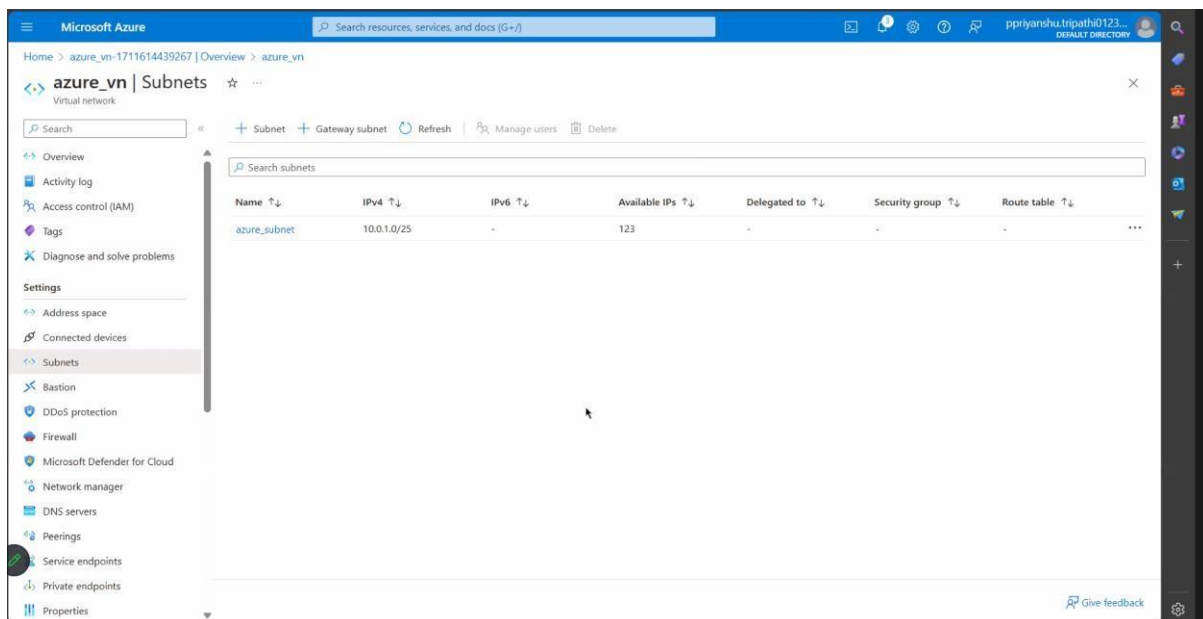 Microsoft Azure
Search resources, services, and docs (G+/)
ppriyanshu.tripathi0123...
DEFAULT DIRECTORY
Home > azure_vn-1711614439267 | Overview > azure_vn
azure_vn | Subnets
Virtual network
Search
Subnet
Gateway subnet
Refresh
Manage users
Delete
Search subnets
Name IPv4 IPv6 Available IPs Delegated to Security group Route table
azure_subnet 10.0.1.0/25 - 123 - - -
Overview
Activity log
Access control (IAM)
Tags
Diagnose and solve problems
Settings
Address space
Connected devices
Subnets
Bastion
DDoS protection
Firewall
Microsoft Defender for Cloud
Network manager
DNS servers
Peerings
Service endpoints
Private endpoints
Properties
Give feedback